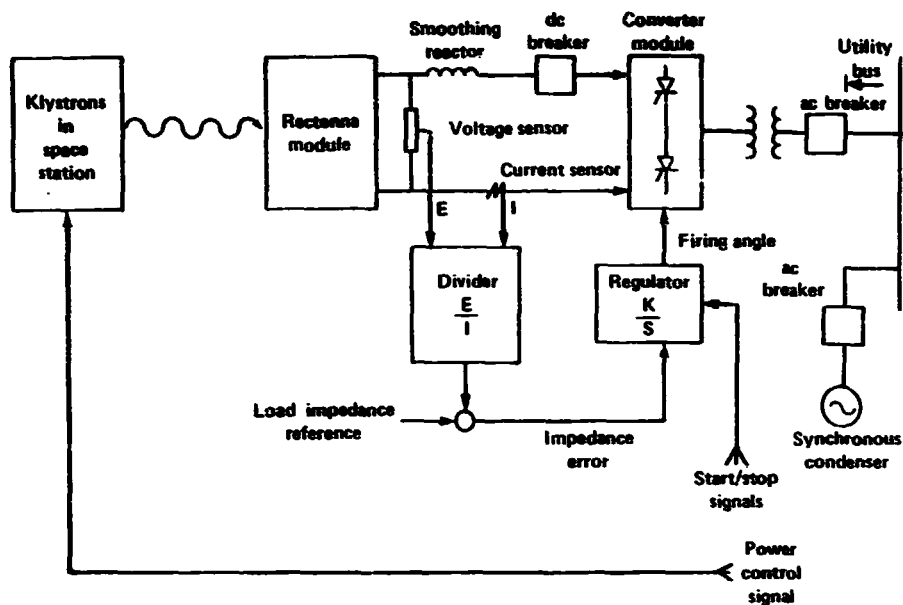 Smoothing
reactor
dc
breaker
Converter
module
Utility
bus
ac breaker
Klystrons
in
space
station
Rectenna
module
Voltage sensor
Current sensor
E
I
Firing angle
ac
breaker
Divider
E
I
Regulator
K
S
Load impedance
reference
Impedance
error
Synchronous
condenser
Start/stop
signals
Power
control
signal